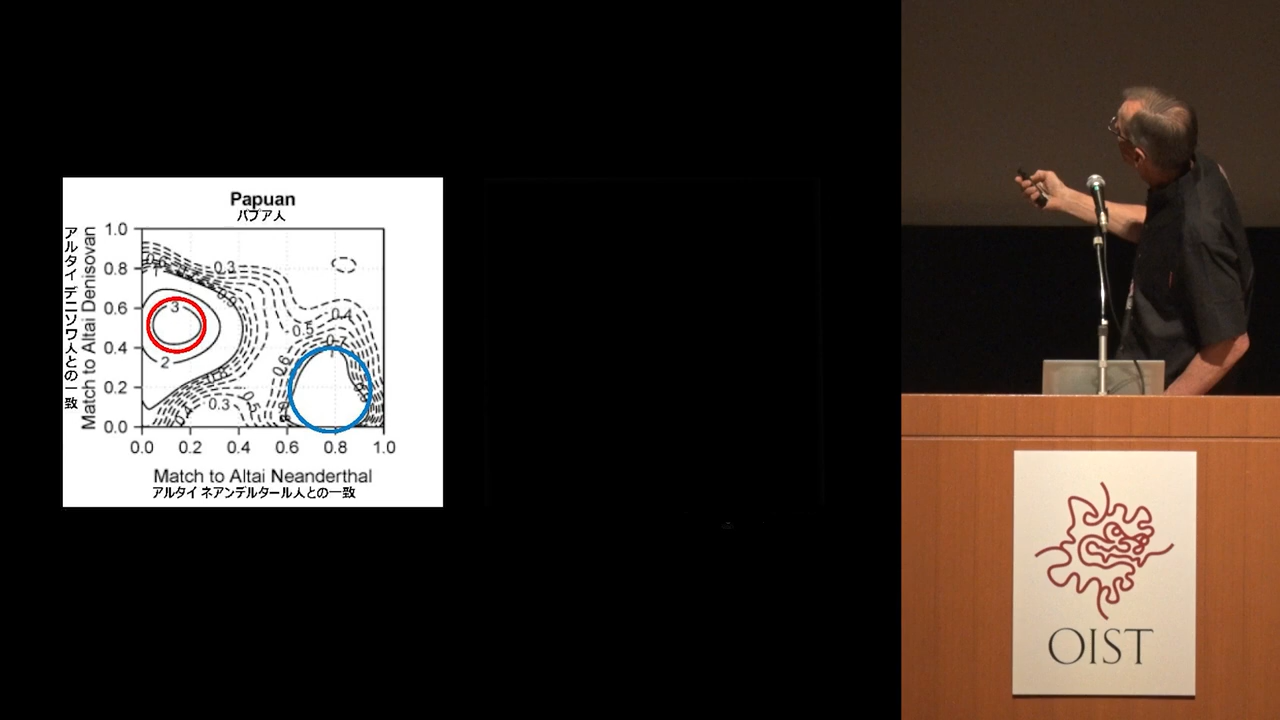 Papuan
パプア人
アルタイ デニソワ人との一致
Match to Altai Denisovan
1.0
0.8
0.6
0.4
0.2
0.0
0.3
3
2
0.9
0.5
0.4
0.7
1
0.6
0.3
0.0 0.2 0.4 0.6 0.8 1.0
Match to Altai Neanderthal
アルタイ ネアンデルタール人との一致
OIST